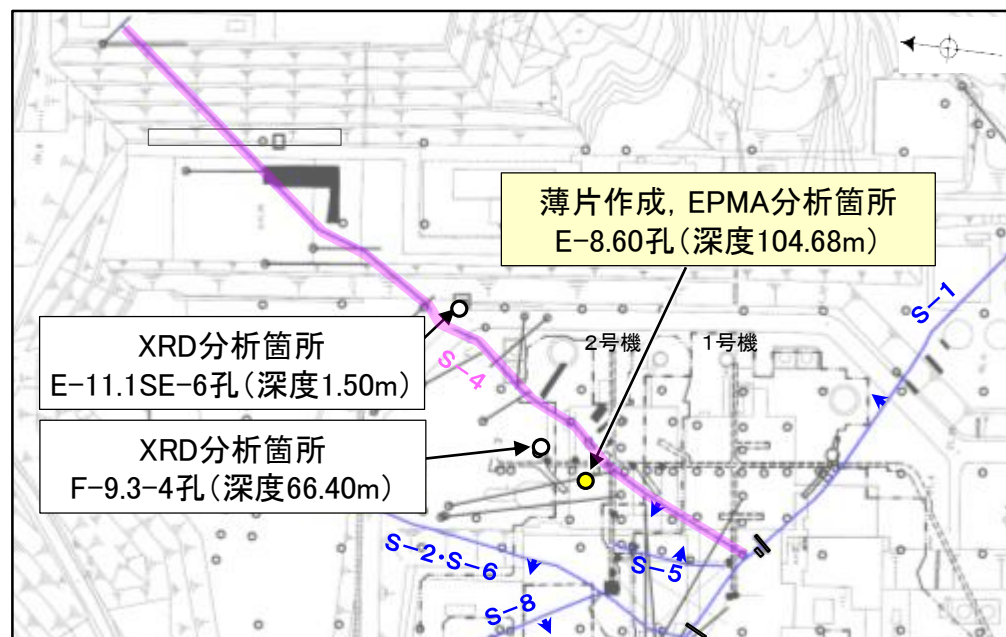 薄片作成, EPMA分析箇所
E-8.60孔(深度104.68m)
S-1
XRD分析箇所
E-11.1SE-6孔(深度1.50m)
S-4
2号機
1号機
XRD分析箇所
F-9.3-4孔(深度66.40m)
S-2・S-6
S-5
S-8